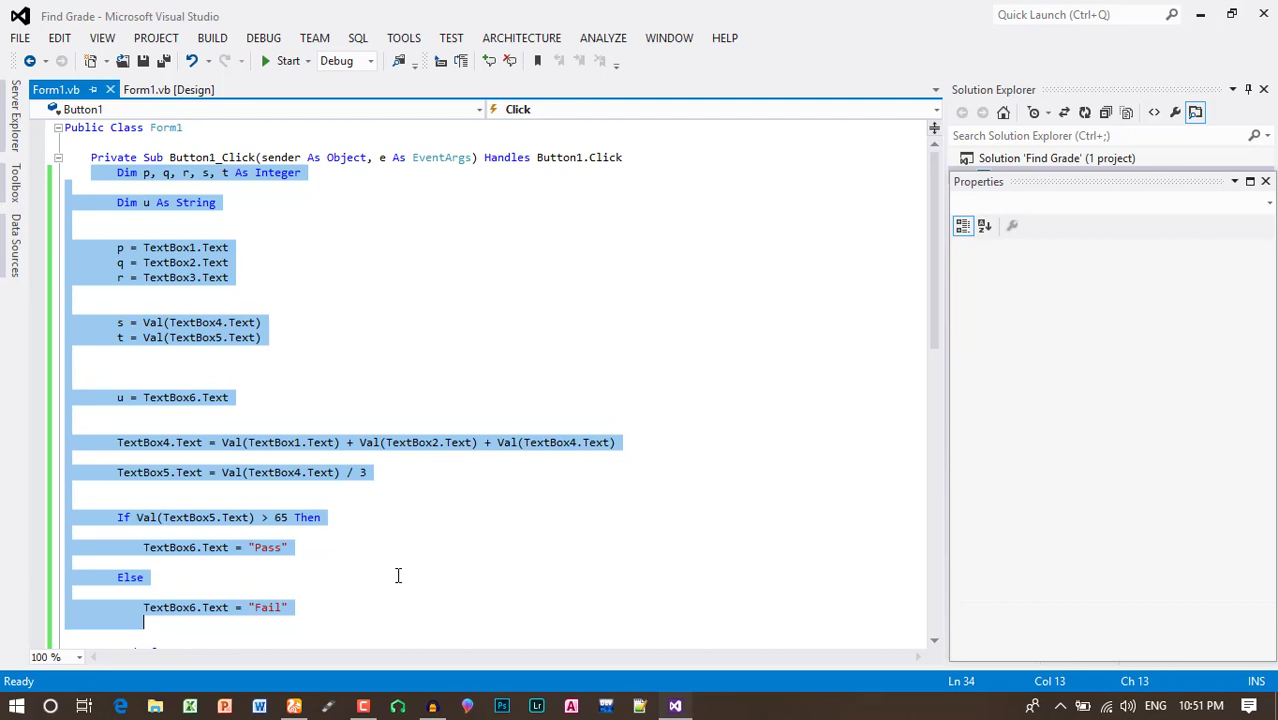 Find Grade - Microsoft Visual Studio
Quick Launch (Ctrl+Q)
FILE EDIT VIEW PROJECT BUILD DEBUG TEAM SQL TOOLS TEST ARCHITECTURE ANALYZE WINDOW HELP
Start Debug
Form1.vb Form1.vb [Design]
Solution Explorer
Button1 Click
Server Explorer
Toolbox
Data Sources
Search Solution Explorer (Ctrl+;)
Solution 'Find Grade' (1 project)
Properties
Public Class Form1
Private Sub Button1_Click(sender As Object, e As EventArgs) Handles Button1.Click
Dim p, q, r, s, t As Integer
Dim u As String
p = TextBox1.Text
q = TextBox2.Text
r = TextBox3.Text
s = Val(TextBox4.Text)
t = Val(TextBox5.Text)
u = TextBox6.Text
TextBox4.Text = Val(TextBox1.Text) + Val(TextBox2.Text) + Val(TextBox4.Text)
TextBox5.Text = Val(TextBox4.Text) / 3
If Val(TextBox5.Text) > 65 Then
TextBox6.Text = "Pass"
Else
TextBox6.Text = "Fail"
100 %
Ready Ln 34 Col 13 Ch 13 INS
ENG 10:51 PM